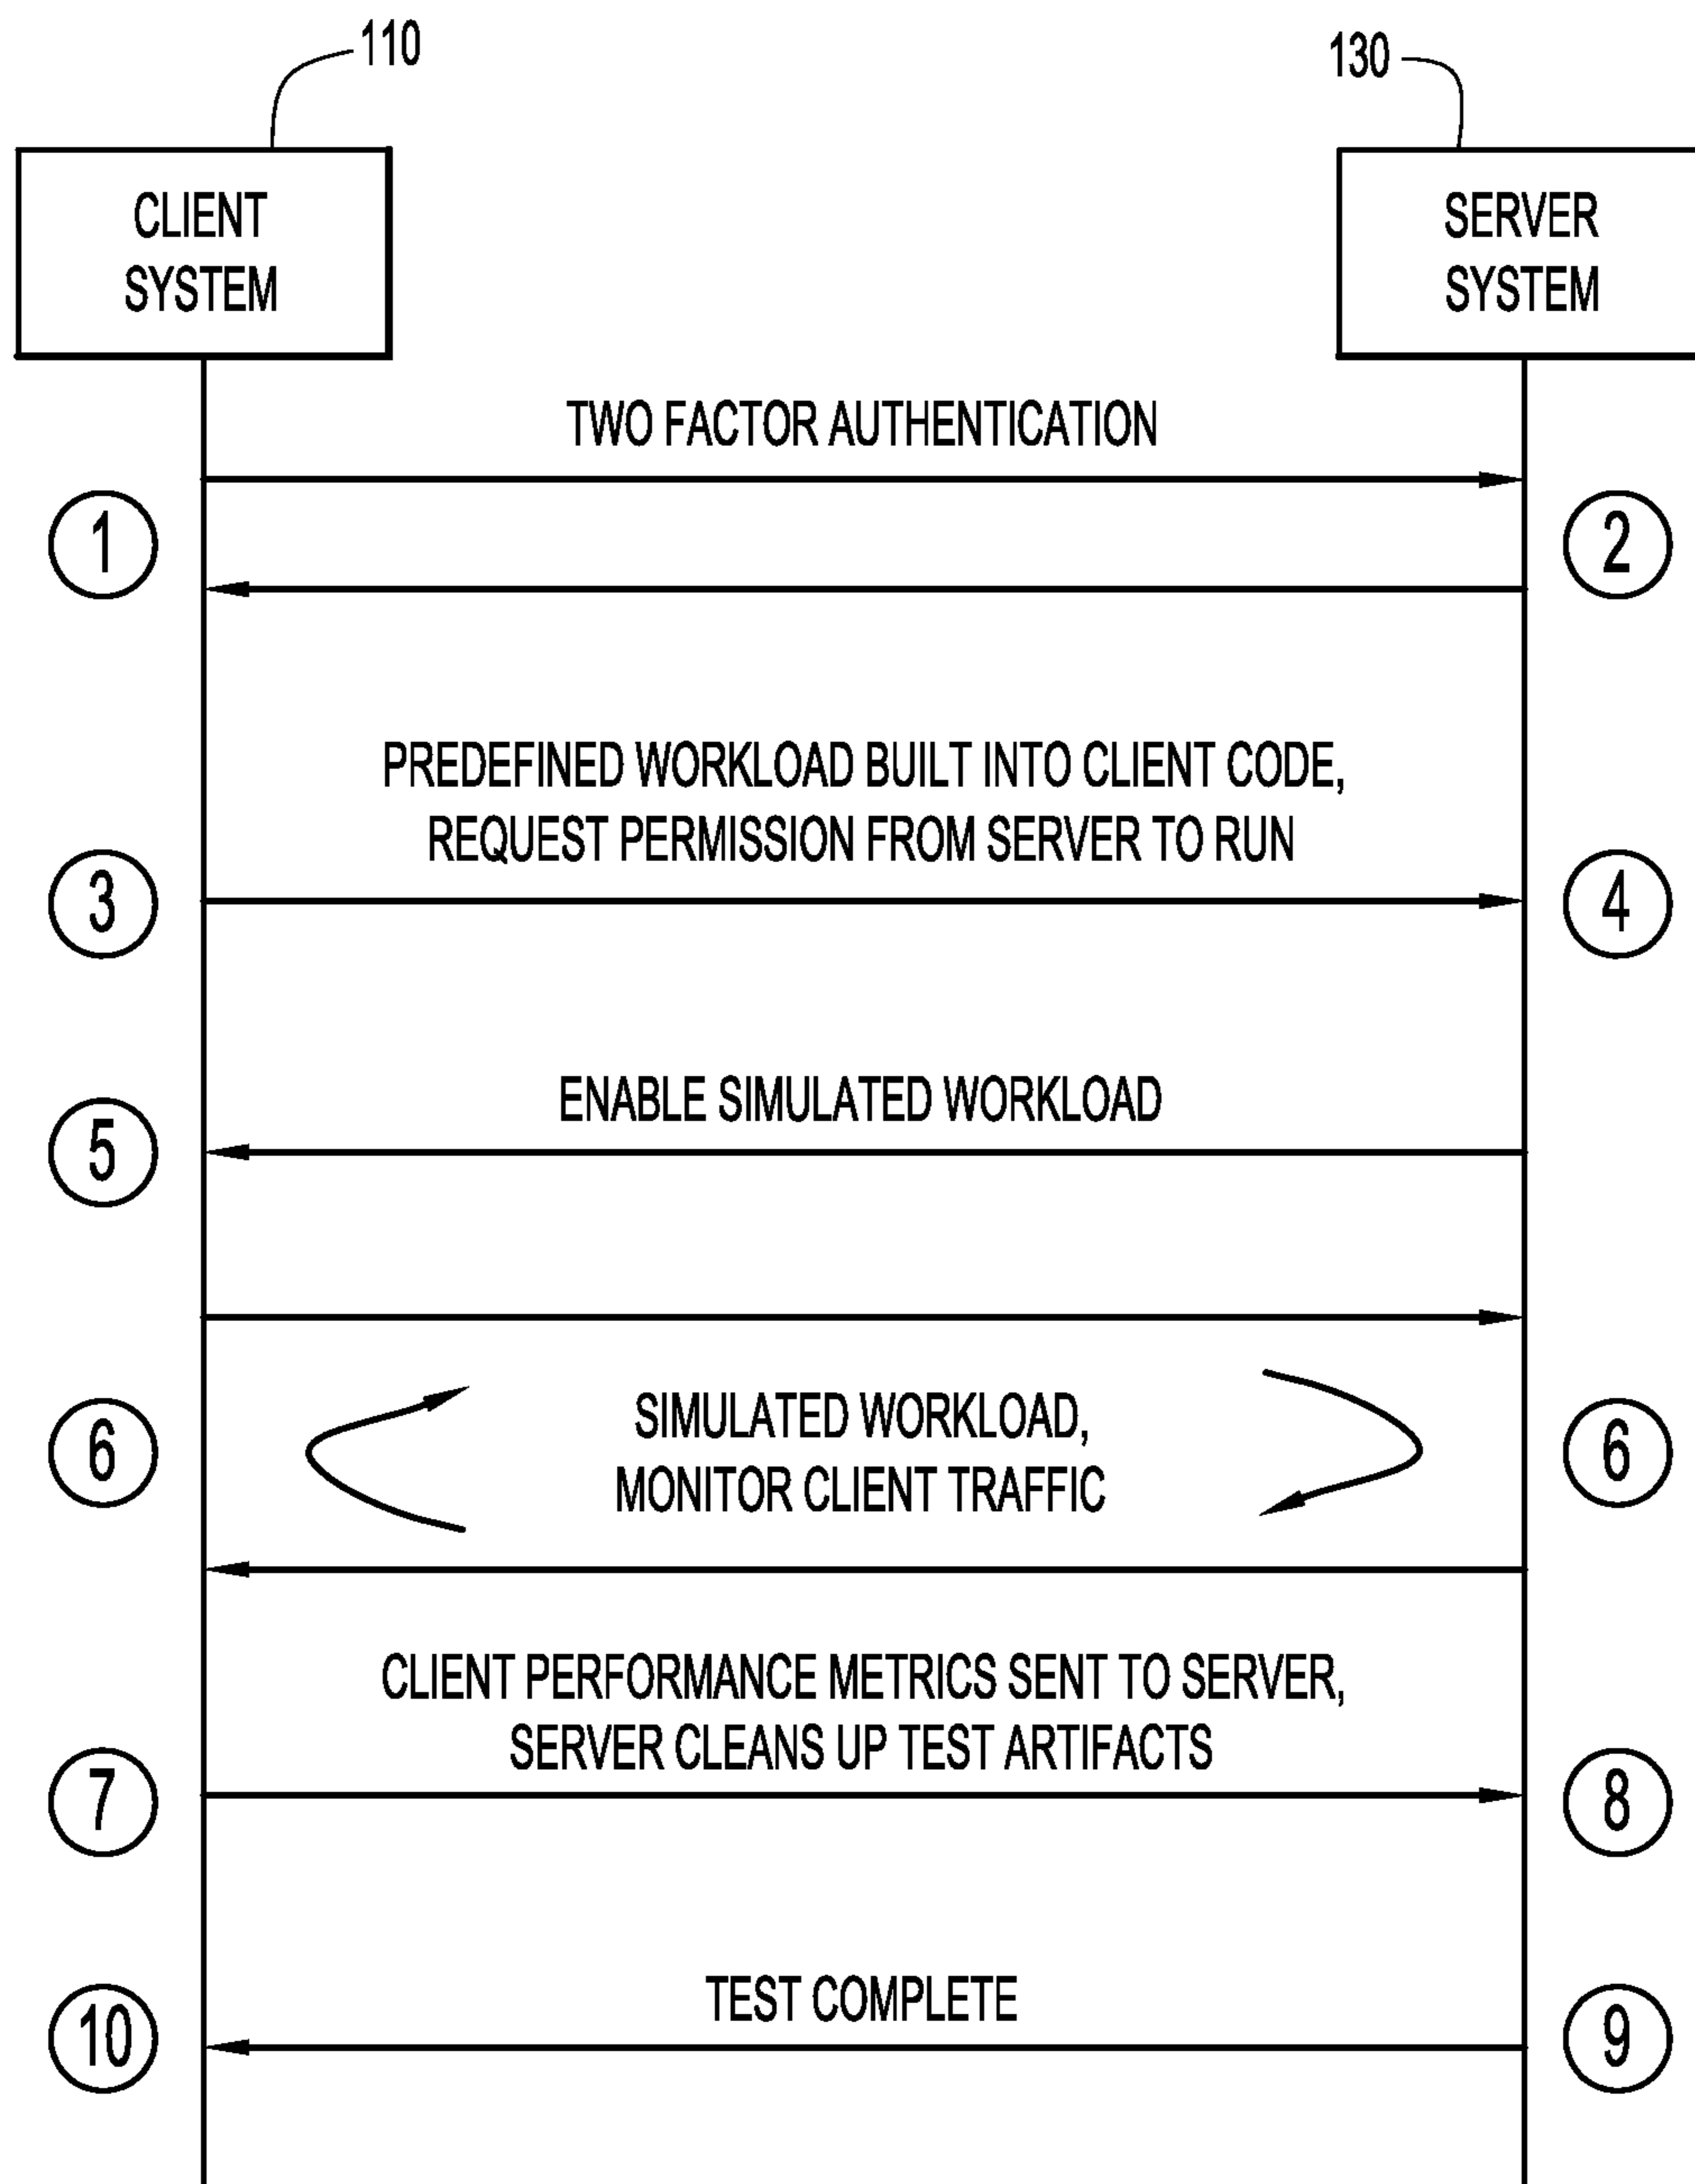 110
130
CLIENT
SYSTEM
SERVER
SYSTEM
TWO FACTOR AUTHENTICATION
1
2
PREDEFINED WORKLOAD BUILT INTO CLIENT CODE,
REQUEST PERMISSION FROM SERVER TO RUN
3
4
ENABLE SIMULATED WORKLOAD
5
SIMULATED WORKLOAD,
MONITOR CLIENT TRAFFIC
6
6
CLIENT PERFORMANCE METRICS SENT TO SERVER,
SERVER CLEANS UP TEST ARTIFACTS
7
8
TEST COMPLETE
10
9